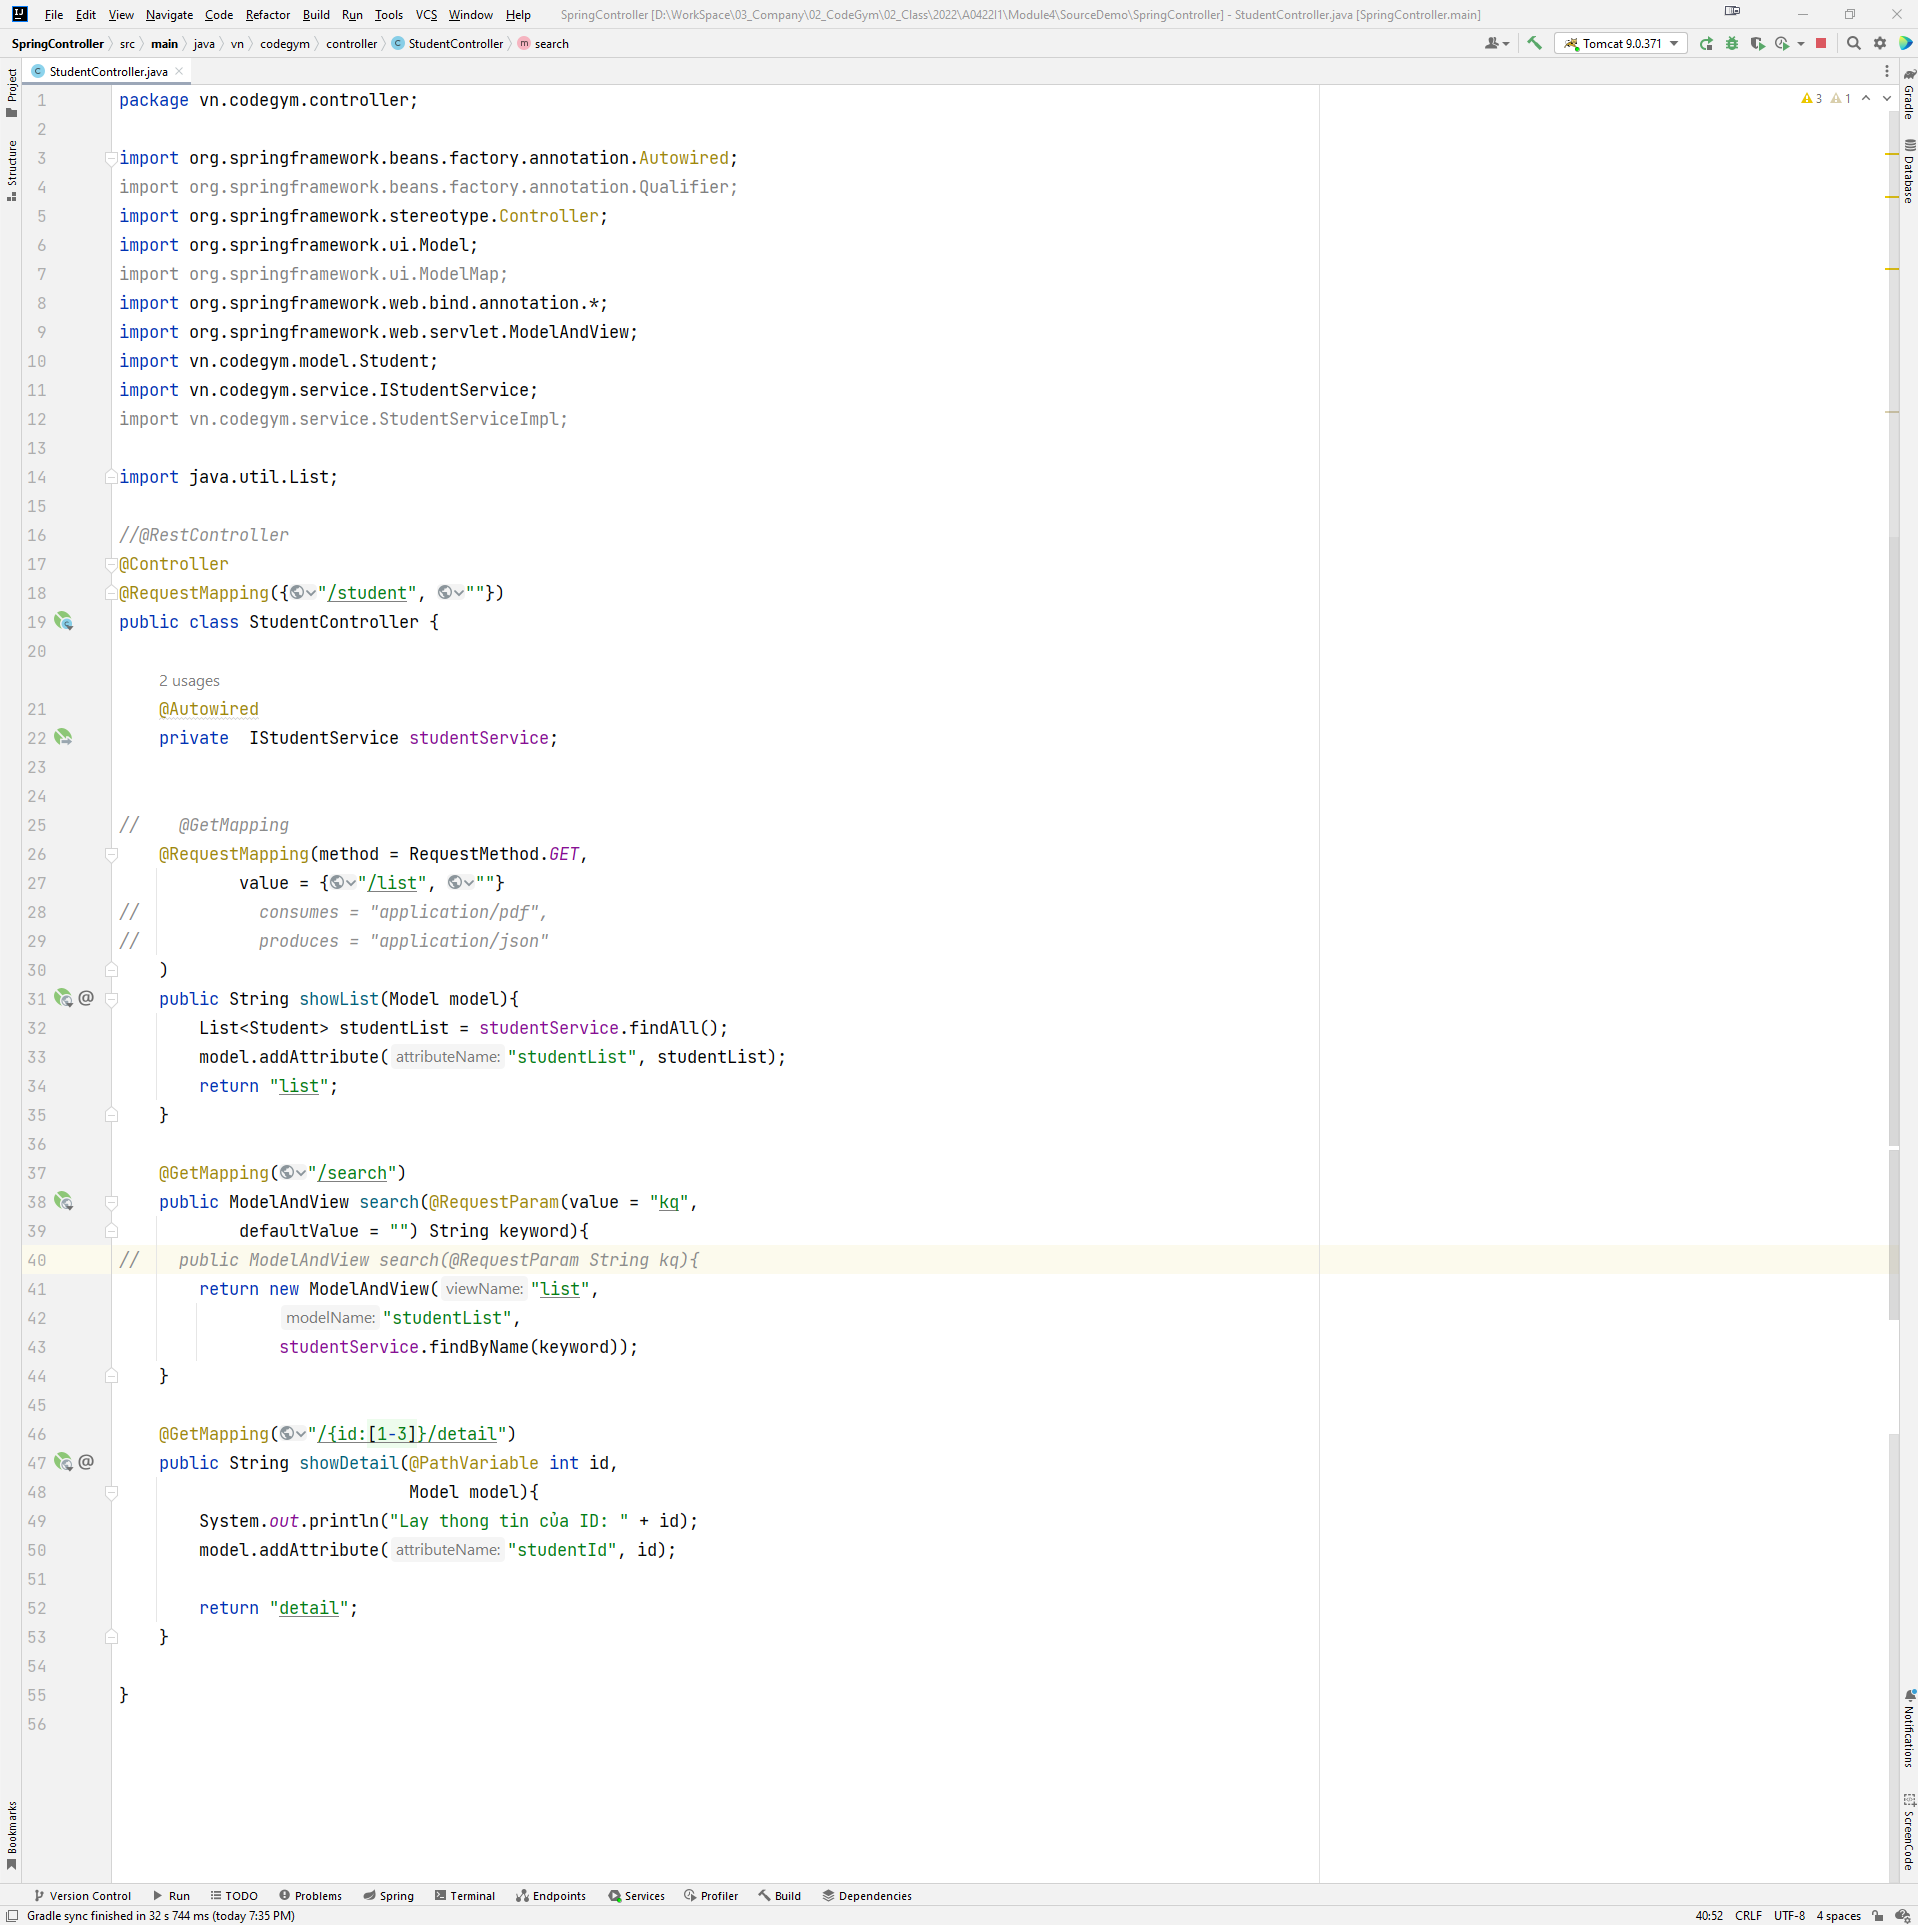 File Edit View Navigate Code Refactor Build Run Tools VCS Window Help SpringController [D:\WorkSpace\03_Company\02_CodeGym\02_Class\2022\A0422I1\Module4\SourceDemo\SpringController] - StudentController.java [SpringController.main]
SpringController src main java vn codegym controller StudentController search Tomcat 9.0.371
StudentController.java
Project
Structure
Bookmarks
Gradle
Database
Notifications
ScreenCode
3 1
1 package vn.codegym.controller;
2
3 import org.springframework.beans.factory.annotation.Autowired;
4 import org.springframework.beans.factory.annotation.Qualifier;
5 import org.springframework.stereotype.Controller;
6 import org.springframework.ui.Model;
7 import org.springframework.ui.ModelMap;
8 import org.springframework.web.bind.annotation.*;
9 import org.springframework.web.servlet.ModelAndView;
10 import vn.codegym.model.Student;
11 import vn.codegym.service.IStudentService;
12 import vn.codegym.service.StudentServiceImpl;
13
14 import java.util.List;
15
16 //@RestController
17 @Controller
18 @RequestMapping({"/student", ""})
19 public class StudentController {
20
2 usages
21 @Autowired
22 private  IStudentService studentService;
23
24
25 //    @GetMapping
26 @RequestMapping(method = RequestMethod.GET,
27 value = {"/list", ""}
28 //            consumes = "application/pdf",
29 //            produces = "application/json"
30 )
31 @ public String showList(Model model){
32 List<Student> studentList = studentService.findAll();
33 model.addAttribute( attributeName: "studentList", studentList);
34 return "list";
35 }
36
37 @GetMapping("/search")
38 public ModelAndView search(@RequestParam(value = "kq",
39 defaultValue = "") String keyword){
40 //    public ModelAndView search(@RequestParam String kq){
41 return new ModelAndView( viewName: "list",
42 modelName: "studentList",
43 studentService.findByName(keyword));
44 }
45
46 @GetMapping("/{id:[1-3]}/detail")
47 @ public String showDetail(@PathVariable int id,
48 Model model){
49 System.out.println("Lay thong tin của ID: " + id);
50 model.addAttribute( attributeName: "studentId", id);
51
52 return "detail";
53 }
54
55 }
56
Version Control Run TODO Problems Spring Terminal Endpoints Services Profiler Build Dependencies
Gradle sync finished in 32 s 744 ms (today 7:35 PM) 40:52 CRLF UTF-8 4 spaces